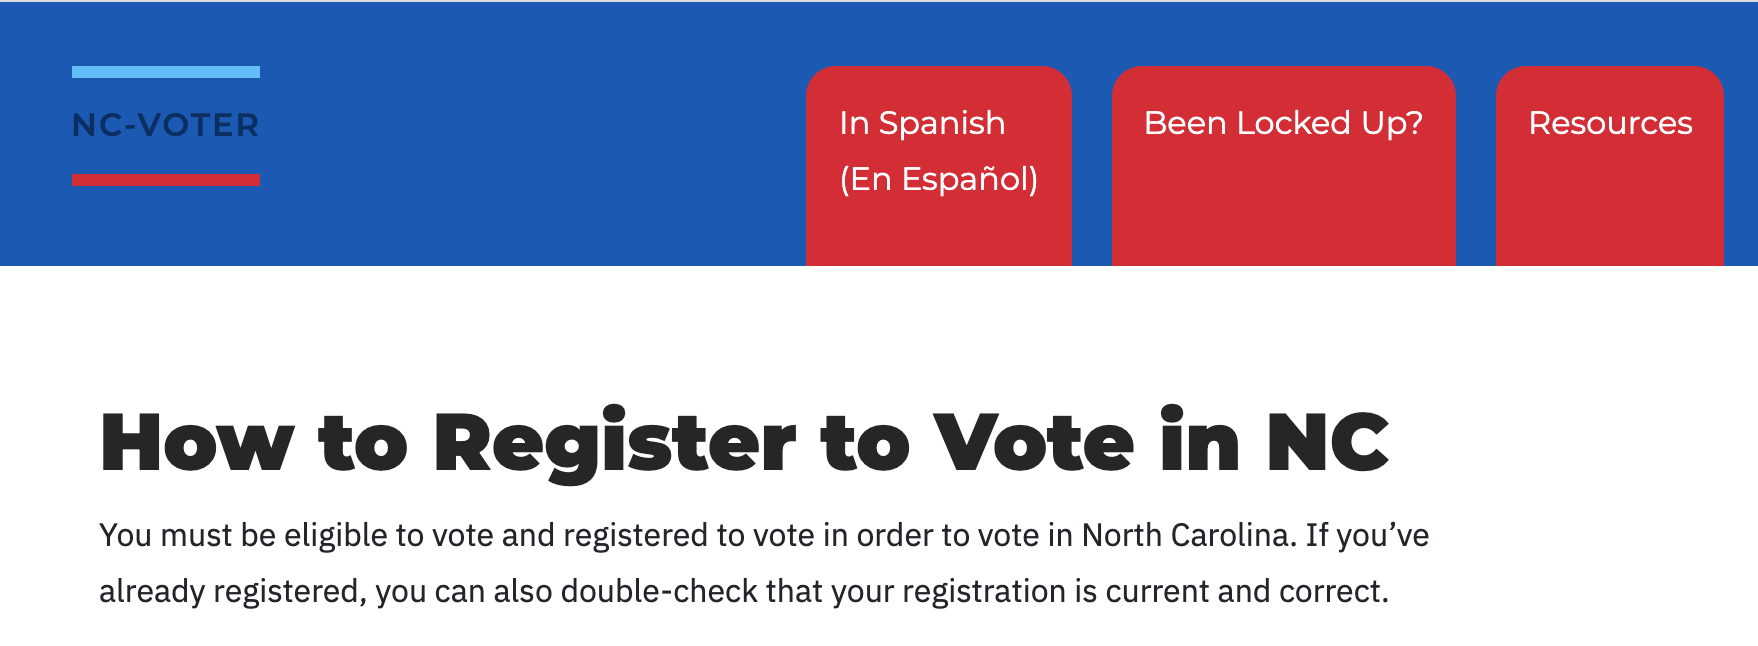 NC-VOTER
In Spanish
(En Español)
Been Locked Up?
Resources
How to Register to Vote in NC
You must be eligible to vote and registered to vote in order to vote in North Carolina. If you’ve
already registered, you can also double-check that your registration is current and correct.